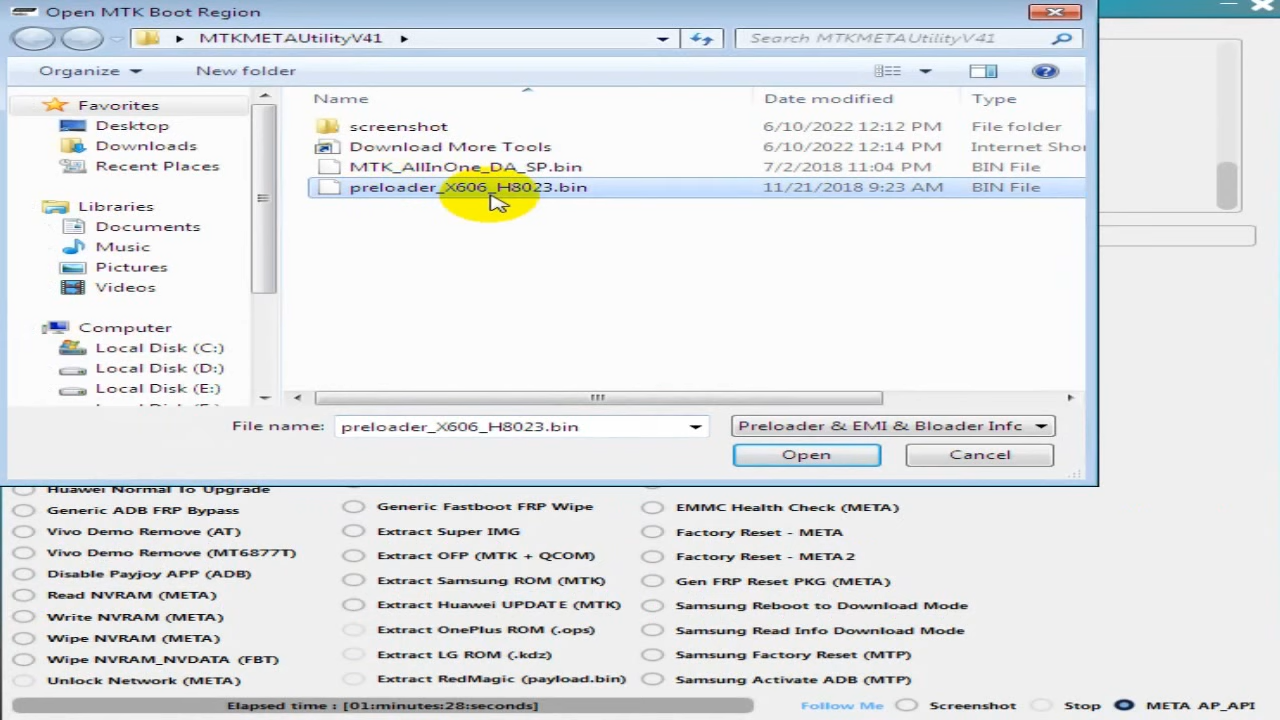 Open MTK Boot Region
MTKMETAUtilityV41
Search MTKMETAUtilityV41
Organize
New folder
Name
Date modified
Type
Favorites
Desktop
Downloads
Recent Places
Libraries
Documents
Music
Pictures
Videos
Computer
Local Disk (C:)
Local Disk (D:)
Local Disk (E:)
screenshot 6/10/2022 12:12 PM File folder
Download More Tools 6/10/2022 12:14 PM Internet Shor
MTK_AllInOne_DA_SP.bin 7/2/2018 11:04 PM BIN File
preloader_X606_H8023.bin 11/21/2018 9:23 AM BIN File
File name: preloader_X606_H8023.bin
Preloader & EMI & Bloader Infc
Open
Cancel
Huawei Normal To Upgrade
Generic ADB FRP Bypass
Vivo Demo Remove (AT)
Vivo Demo Remove (MT6877T)
Disable Payjoy APP (ADB)
Read NVRAM (META)
Write NVRAM (META)
Wipe NVRAM (META)
Wipe NVRAM_NVDATA (FBT)
Unlock Network (META)
Generic Fastboot FRP Wipe
Extract Super IMG
Extract OFP (MTK + QCOM)
Extract Samsung ROM (MTK)
Extract Huawei UPDATE (MTK)
Extract OnePlus ROM (.ops)
Extract LG ROM (.kdz)
Extract RedMagic (payload.bin)
EMMC Health Check (META)
Factory Reset - META
Factory Reset - META 2
Gen FRP Reset PKG (META)
Samsung Reboot to Download Mode
Samsung Read Info Download Mode
Samsung Factory Reset (MTP)
Samsung Activate ADB (MTP)
Elapsed time : [01:minutes:28:seconds]
Follow Me
Screenshot
Stop
META AP_API